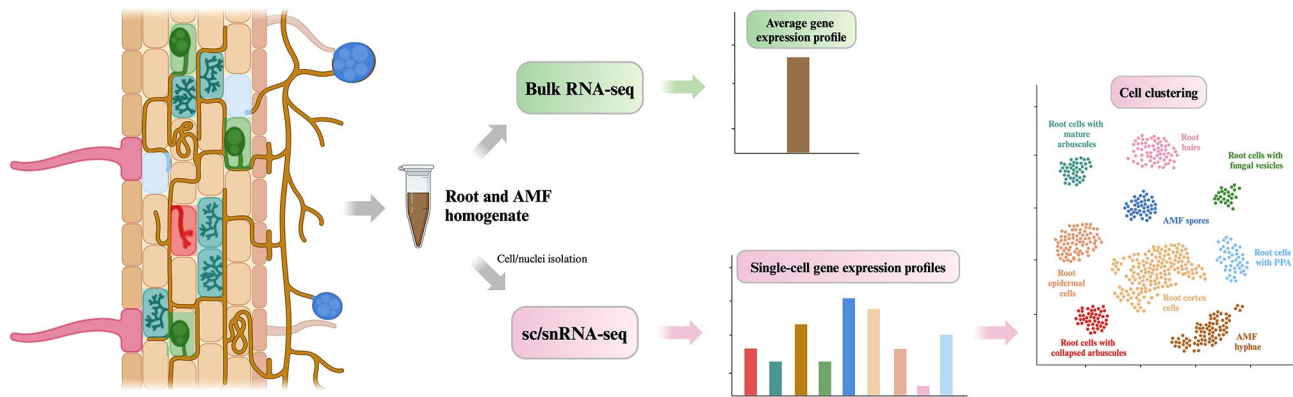 Root and AMF
homogenate
Bulk RNA-seq
Average gene
expression profile
Cell/nuclei isolation
sc/snRNA-seq
Single-cell gene expression profiles
Cell clustering
Root cells with
mature
arbuscules
Root
hairs
Root cells with
fungal vesicles
AMF spores
Root
epidermal
cells
Root cortex
cells
Root cells
with PPA
Root cells with
collapsed arbuscules
AMF
hyphae